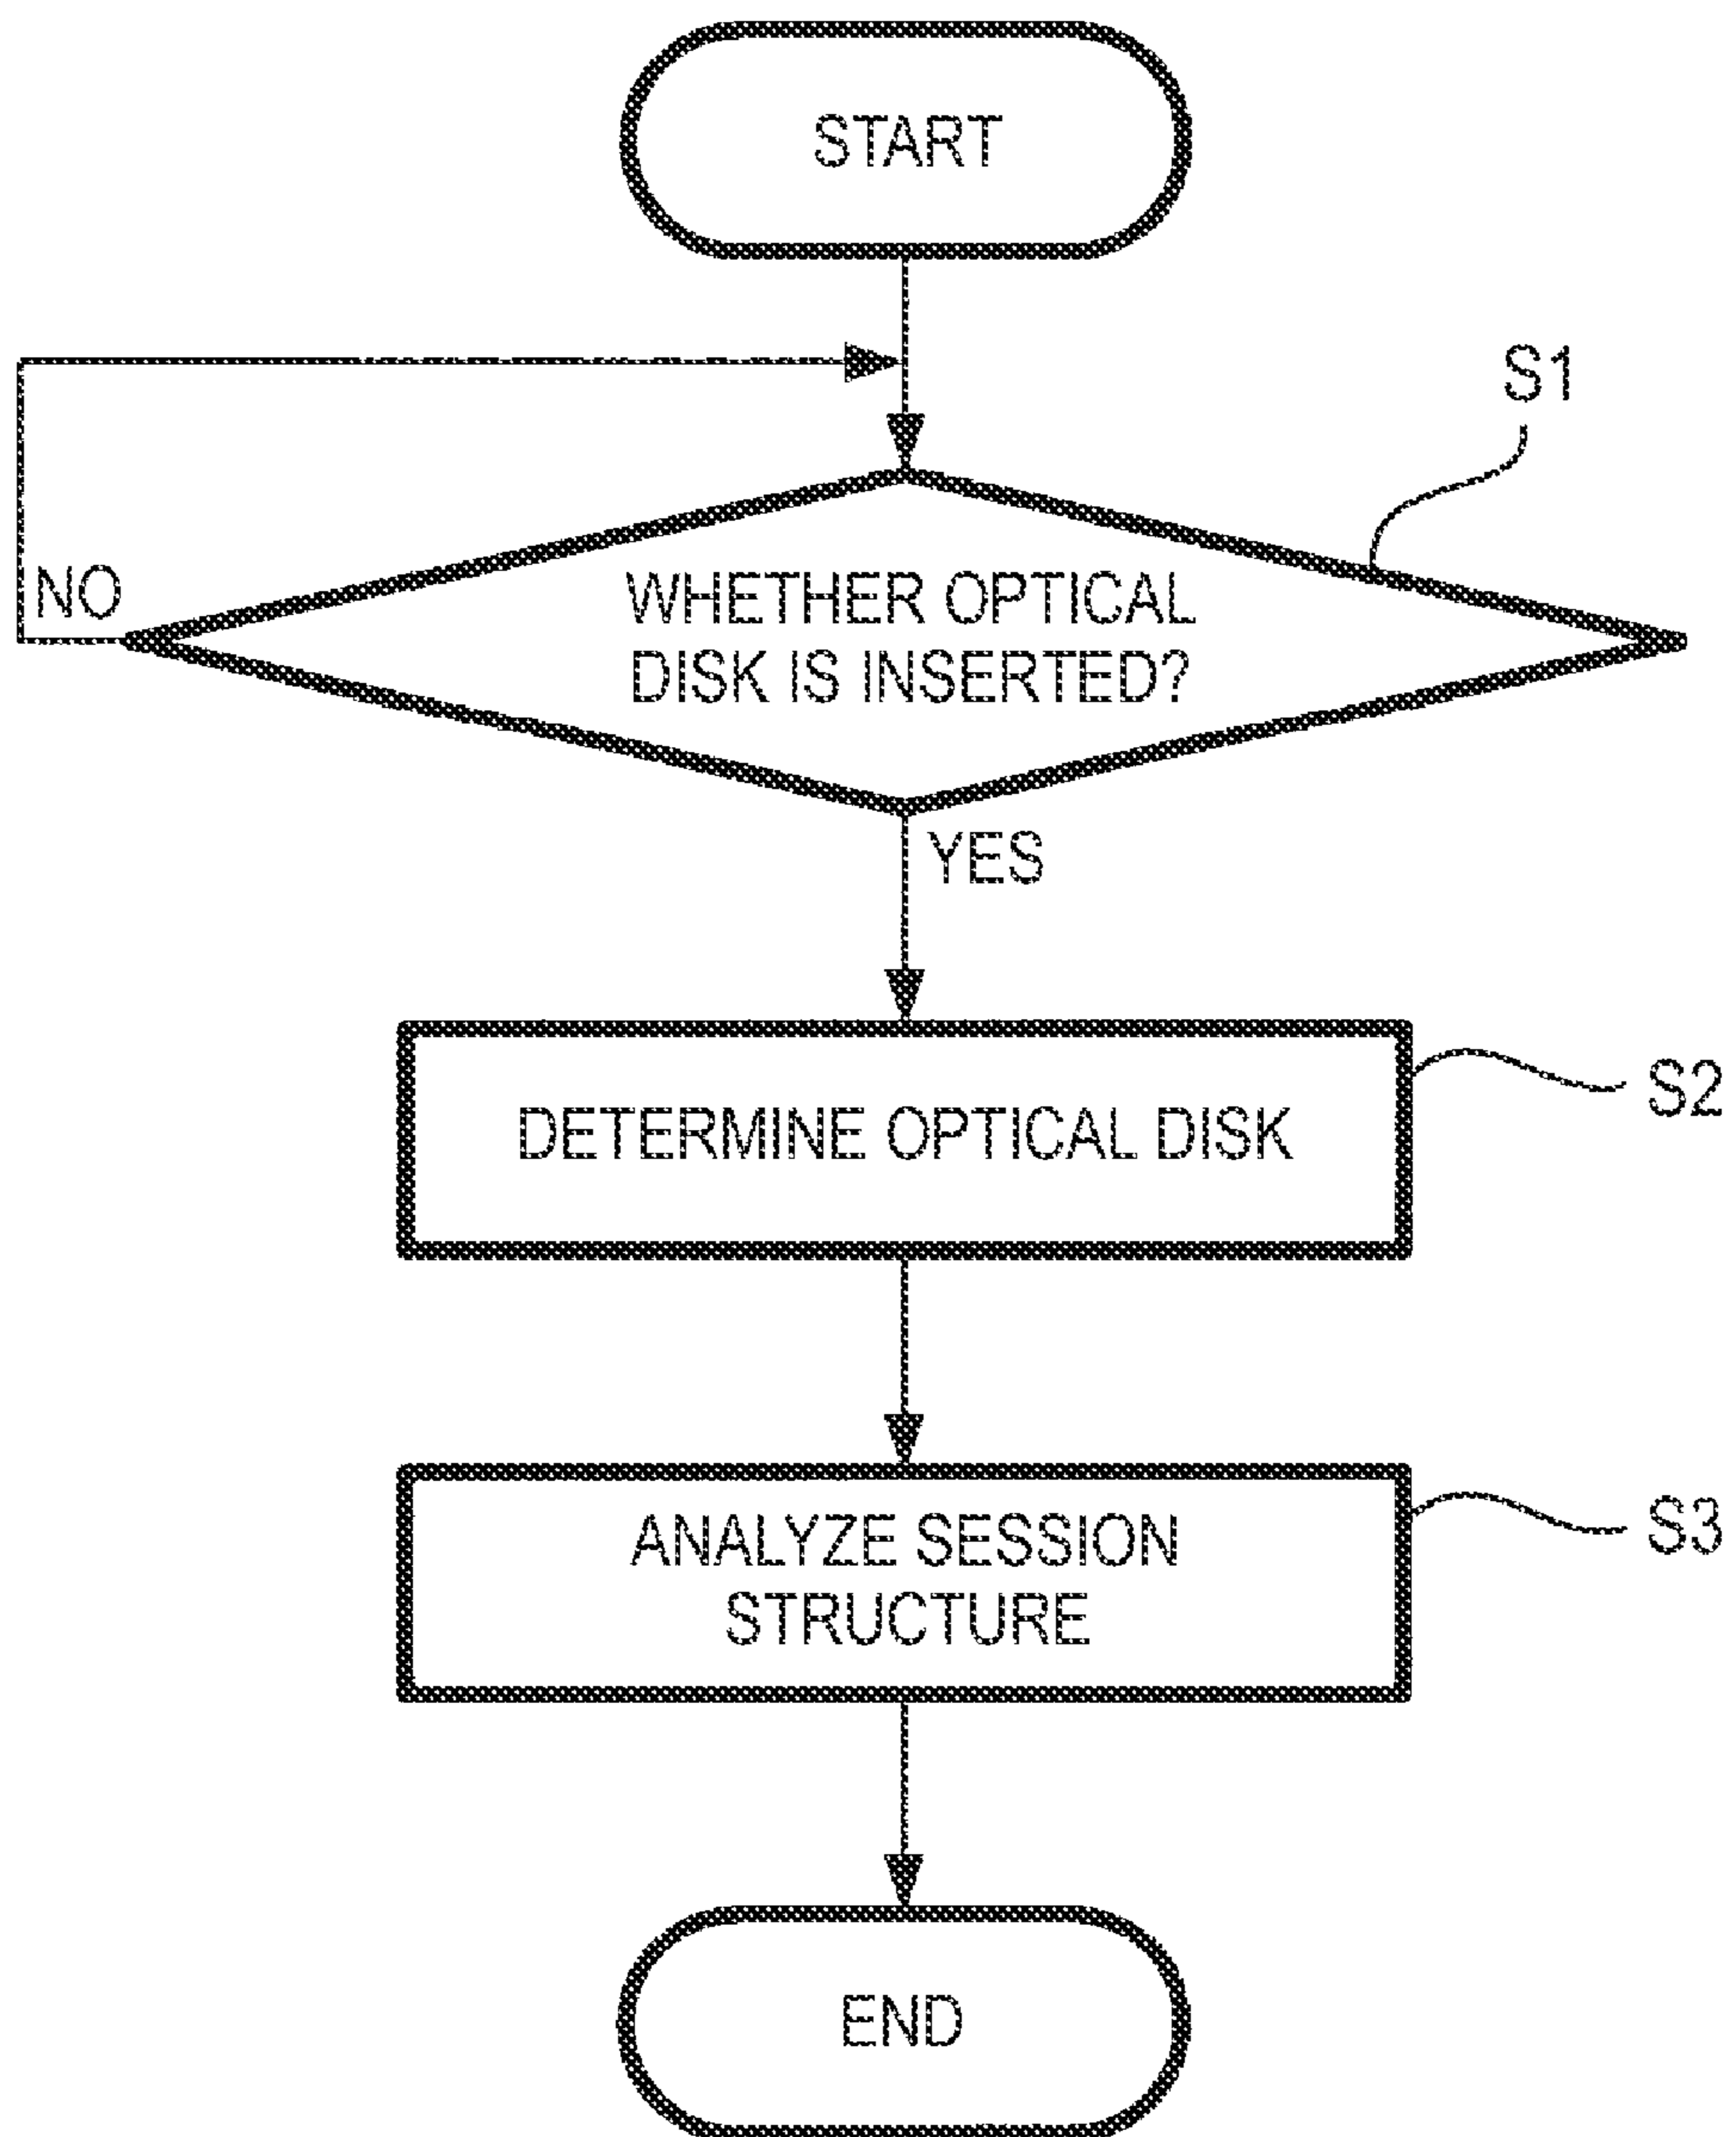 START
S1
NO
WHETHER OPTICAL
DISK IS INSERTED?
YES
DETERMINE OPTICAL DISK
S2
ANALYZE SESSION
STRUCTURE
S3
END